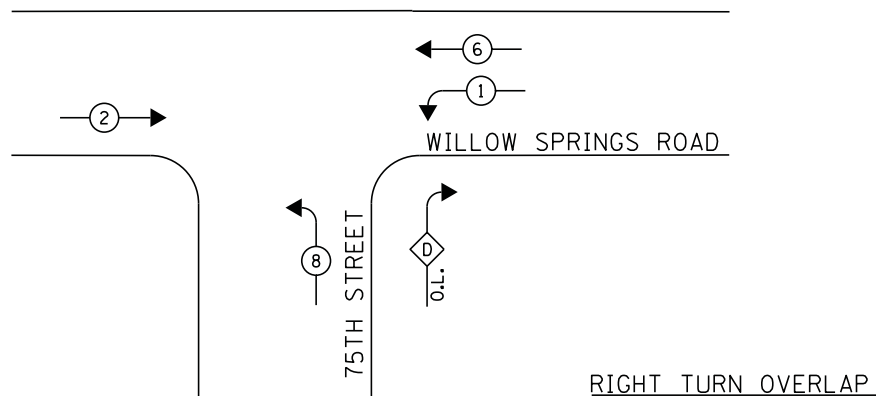 6
1
2
WILLOW SPRINGS ROAD
8
75TH STREET
D
O.L.
RIGHT TURN OVERLAP